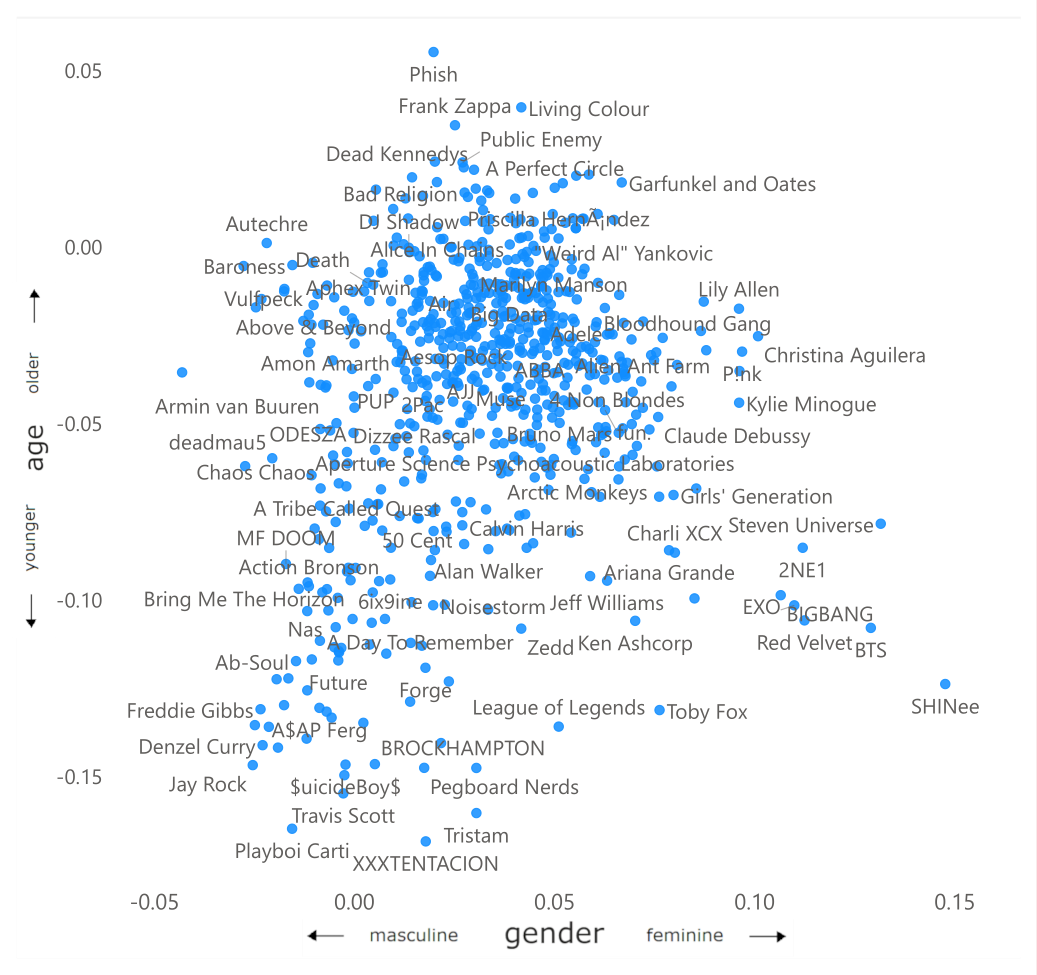 0.05
Phish
Frank Zappa
Living Colour
Public Enemy
Dead Kennedys
A Perfect Circle
Garfunkel and Oates
Bad Religion
Autechre
DJ Shadow
Priscilla HernÃ¡ndez
0.00
Alice In Chains
"Weird Al" Yankovic
Baroness
Death
Aphex Twin
Marilyn Manson
Lily Allen
Vulfpeck
Air
Big Data
Above & Beyond
Adele
Bloodhound Gang
Amon Amarth
Aesop Rock
Christina Aguilera
ABBA
Alien Ant Farm
P!nk
older
AJJ
Muse
4 Non Blondes
Kylie Minogue
Armin van Buuren
PUP
2Pac
-0.05
deadmau5
ODESZA
Dizzee Rascal
Bruno Mars
fun.
Claude Debussy
age
Chaos Chaos
Aperture Science Psychoacoustic Laboratories
Arctic Monkeys
Girls' Generation
A Tribe Called Quest
younger
MF DOOM
50 Cent
Calvin Harris
Charli XCX
Steven Universe
Action Bronson
Alan Walker
Ariana Grande
2NE1
-0.10
Bring Me The Horizon
6ix9ine
Noisestorm
Jeff Williams
EXO
BIGBANG
Nas
A Day To Remember
Zedd
Ken Ashcorp
Red Velvet
BTS
Ab-Soul
Future
Forge
SHINee
Freddie Gibbs
A$AP Ferg
League of Legends
Toby Fox
Denzel Curry
BROCKHAMPTON
-0.15
Jay Rock
$uicideBoy$
Pegboard Nerds
Travis Scott
Tristam
Playboi Carti
XXXTENTACION
-0.05
0.00
0.05
0.10
0.15
masculine
gender
feminine